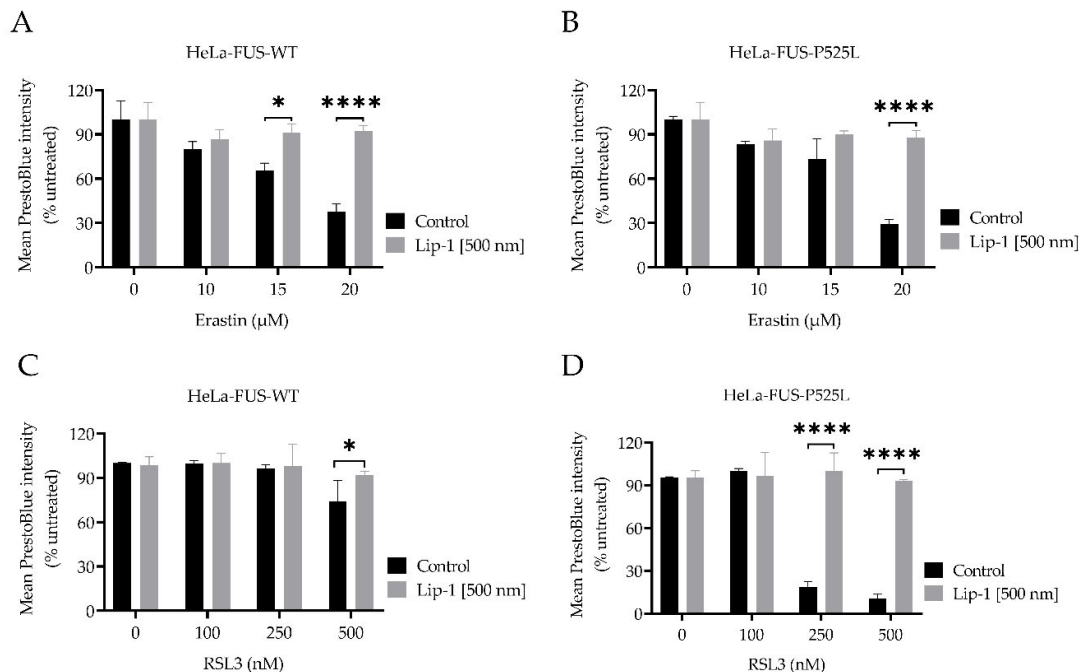 A
HeLa-FUS-WT
Mean PrestoBlue intensity
(% untreated)
120
90
60
30
0
*
****
0 10 15 20
Erastin (µM)
Control
Lip-1 [500 nm]
B
HeLa-FUS-P525L
Mean PrestoBlue intensity
(% untreated)
120
90
60
30
0
****
0 10 15 20
Erastin (µM)
Control
Lip-1 [500 nm]
C
HeLa-FUS-WT
Mean PrestoBlue intensity
(% untreated)
120
90
60
30
0
*
0 100 250 500
RSL3 (nM)
Control
Lip-1 [500 nm]
D
HeLa-FUS-P525L
Mean PrestoBlue intensity
(% untreated)
120
90
60
30
0
****
****
0 100 250 500
RSL3 (nM)
Control
Lip-1 [500 nm]